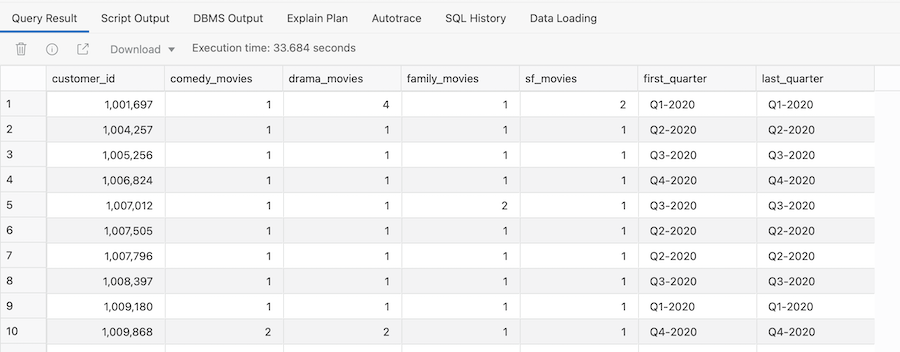 Query Result Script Output DBMS Output Explain Plan Autotrace SQL History Data Loading
Download Execution time: 33.684 seconds
customer_id comedy_movies drama_movies family_movies sf_movies first_quarter last_quarter
1 1,001,697 1 4 1 2 Q1-2020 Q1-2020
2 1,004,257 1 1 1 1 Q2-2020 Q2-2020
3 1,005,256 1 1 1 1 Q3-2020 Q3-2020
4 1,006,824 1 1 1 1 Q4-2020 Q4-2020
5 1,007,012 1 1 2 1 Q3-2020 Q3-2020
6 1,007,505 1 1 1 1 Q2-2020 Q2-2020
7 1,007,796 1 1 1 1 Q2-2020 Q2-2020
8 1,008,397 1 1 1 1 Q3-2020 Q3-2020
9 1,009,180 1 1 1 1 Q1-2020 Q1-2020
10 1,009,868 2 2 1 1 Q4-2020 Q4-2020